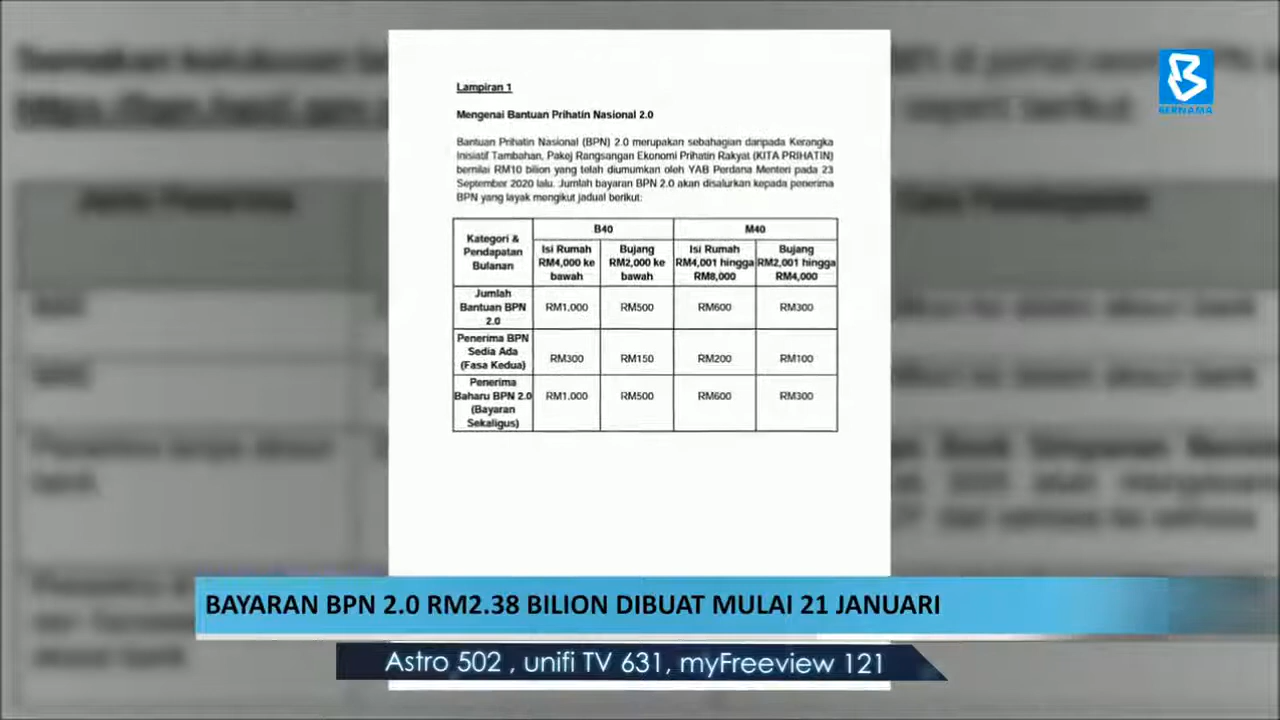 BERNAMA
Lampiran 1
Mengenai Bantuan Prihatin Nasional 2.0
Bantuan Prihatin Nasional (BPN) 2.0 merupakan sebahagian daripada Kerangka
Inisiatif Tambahan, Pakej Rangsangan Ekonomi Prihatin Rakyat (KITA PRIHATIN)
bernilai RM10 bilion yang telah diumumkan oleh YAB Perdana Menteri pada 23
September 2020 lalu. Jumlah bayaran BPN 2.0 akan disalurkan kepada penerima
BPN yang layak mengikut jadual berikut:
Kategori & Pendapatan Bulanan B40 M40
Isi Rumah RM4,000 ke bawah Bujang RM2,000 ke bawah Isi Rumah RM4,001 hingga RM8,000 Bujang RM2,001 hingga RM4,000
Jumlah Bantuan BPN 2.0 RM1,000 RM500 RM600 RM300
Penerima BPN Sedia Ada (Fasa Kedua) RM300 RM150 RM200 RM100
Penerima Baharu BPN 2.0 (Bayaran Sekaligus) RM1,000 RM500 RM600 RM300
BAYARAN BPN 2.0 RM2.38 BILION DIBUAT MULAI 21 JANUARI
Astro 502 , unifi TV 631, myFreeview 121